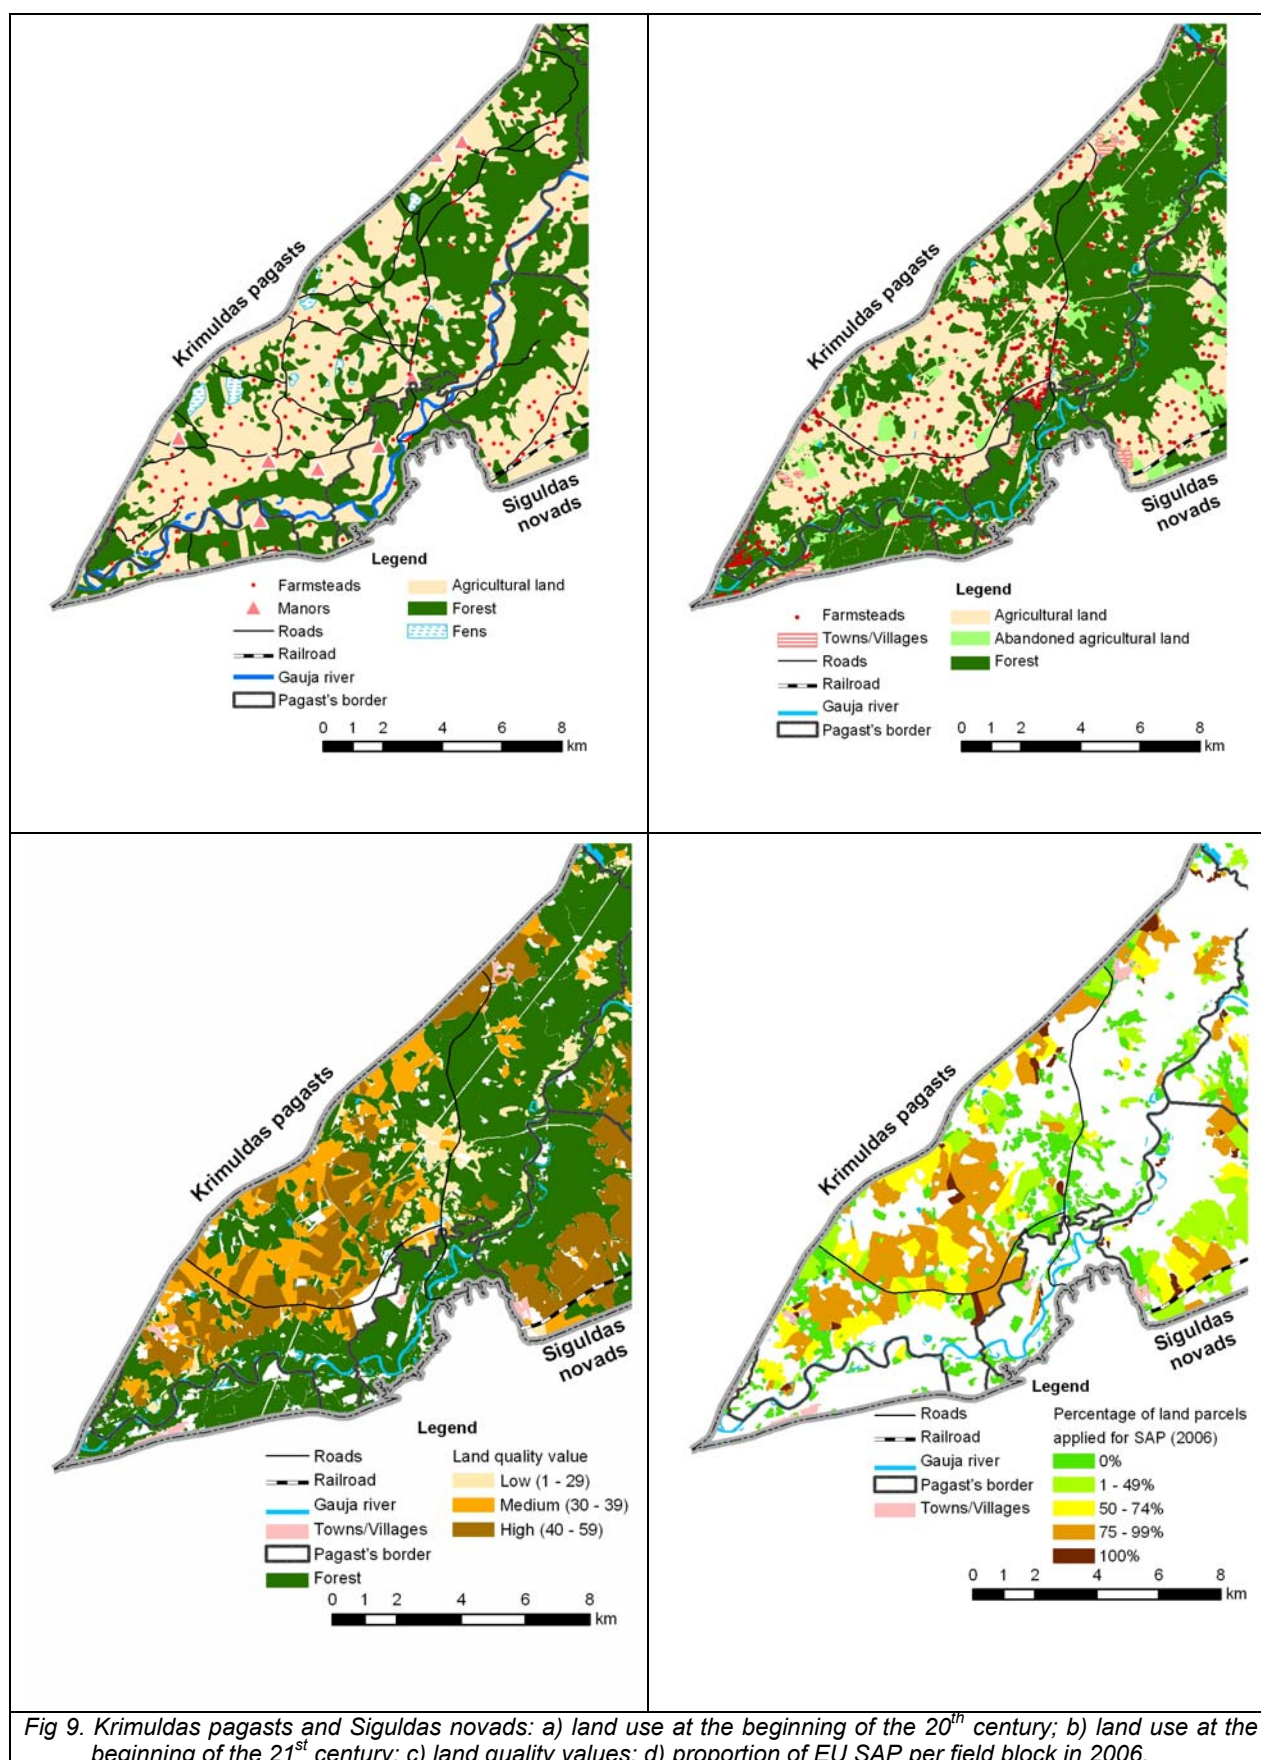 Krimuldas pagasts
Siguldas
novads
Legend
Farmsteads
Manors
Roads
Railroad
Gauja river
Pagast's border
Agricultural land
Forest
Fens
0 1 2 4 6 8
km
Krimuldas pagasts
Siguldas
novads
Legend
Farmsteads
Towns/Villages
Roads
Railroad
Gauja river
Pagast's border
Agricultural land
Abandoned agricultural land
Forest
0 1 2 4 6 8
km
Krimuldas pagasts
Siguldas
novads
Legend
Roads
Railroad
Gauja river
Towns/Villages
Pagast's border
Forest
Land quality value
Low (1 - 29)
Medium (30 - 39)
High (40 - 59)
0 1 2 4 6 8
km
Krimuldas pagasts
Siguldas
novads
Legend
Roads
Railroad
Gauja river
Pagast's border
Towns/Villages
Percentage of land parcels
applied for SAP (2006)
0%
1 - 49%
50 - 74%
75 - 99%
100%
0 1 2 4 6 8
km
Fig 9. Krimuldas pagasts and Siguldas novads: a) land use at the beginning of the 20th century; b) land use at the
beginning of the 21st century; c) land quality values; d) proportion of EU SAP per field block in 2006.